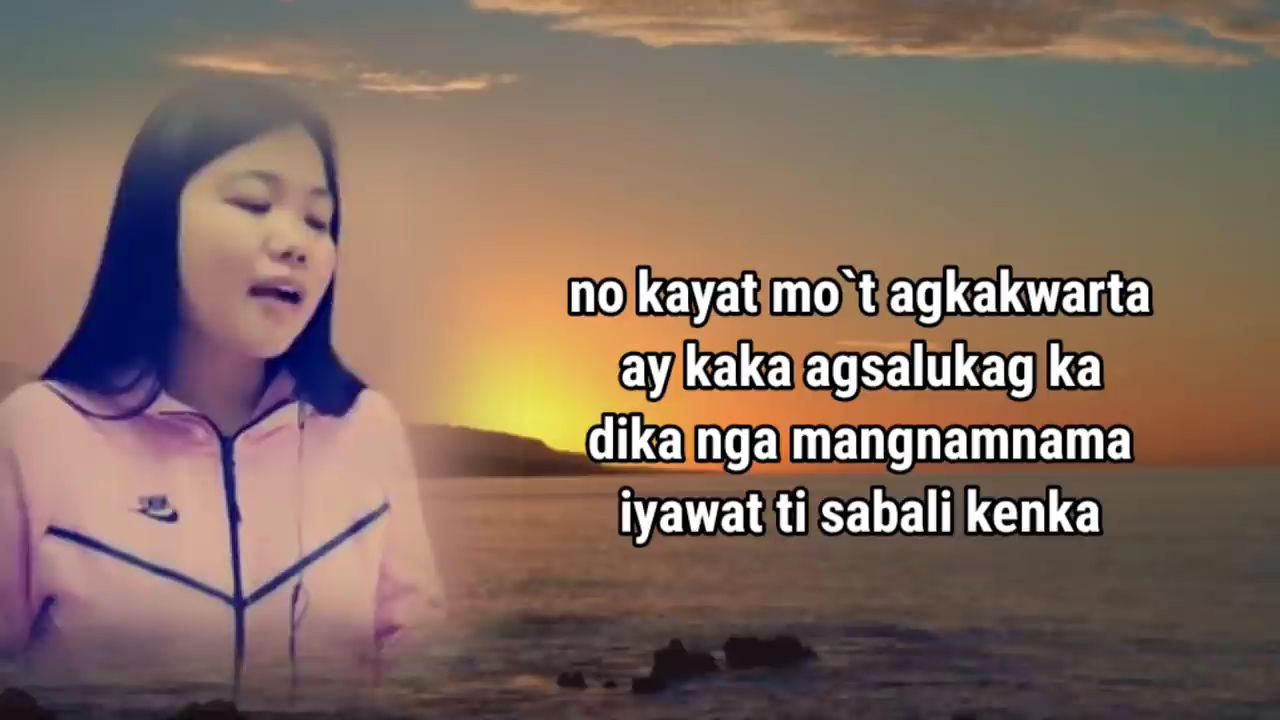 no kayat mo`t agkakwarta
ay kaka agsalukag ka
dika nga mangnamnama
iyawat ti sabali kenka